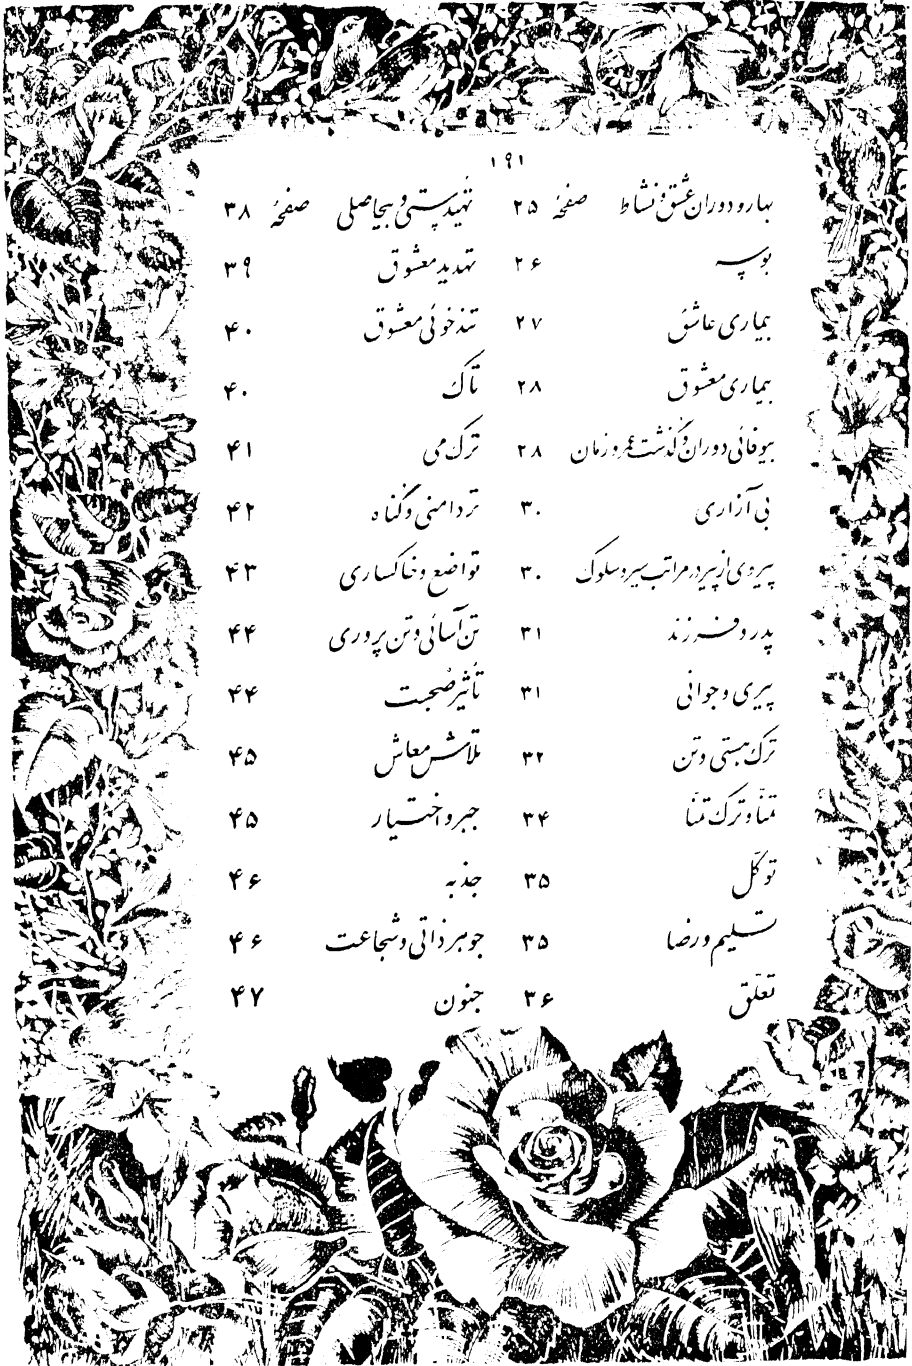 ۱۹۱
بهار و دوران عشق و نشاط صفحهٔ ۲۵
بوسه ۲۶
بیماری عاشق ۲۷
بیماری معشوق ۲۸
بیوفائی دوران و گذشت عمر و زمان ۲۸
بی آزاری ۳۰
پیروی از پیر در مراتب سیر و سلوک ۳۰
پدر و فرزند ۳۱
پیری و جوانی ۳۱
ترک هستی و تن ۳۲
تمنّا و ترک تمنّا ۳۴
توکّل ۳۵
تسلیم و رضا ۳۵
تعلّق ۳۶
تهیدستی و بیحاصلی صفحهٔ ۳۸
تهدید معشوق ۳۹
تندخوئی معشوق ۴۰
تاک ۴۰
ترک می ۴۱
تردامنی و گناه ۴۲
تواضع و خاکساری ۴۳
تن آسائی و تن پروری ۴۴
تأثیر صحبت ۴۴
تلاش معاش ۴۵
جبر و اختیار ۴۵
جذبه ۴۶
جوهر ذاتی و شجاعت ۴۶
جنون ۴۷